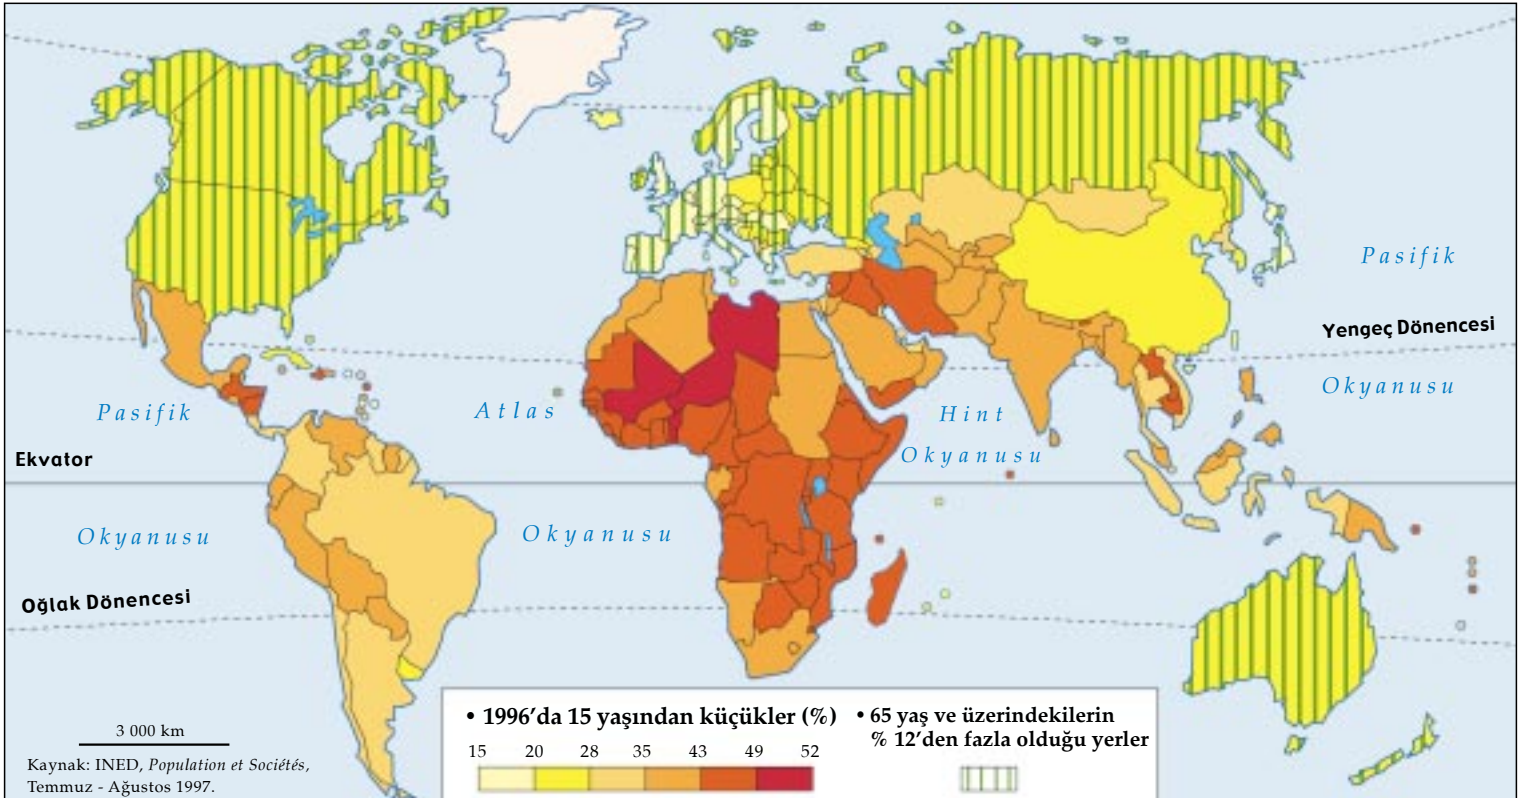 Pasifik
Yengeç Dönencesi
Okyanusu
Pasifik
Atlas
Hint
Okyanusu
Ekvator
Okyanusu
Okyanusu
Oğlak Dönencesi
3 000 km
Kaynak: INED, Population et Sociétés,
Temmuz - Ağustos 1997.
• 1996’da 15 yaşından küçükler (%)
15 20 28 35 43 49 52
• 65 yaş ve üzerindekilerin
% 12’den fazla olduğu yerler